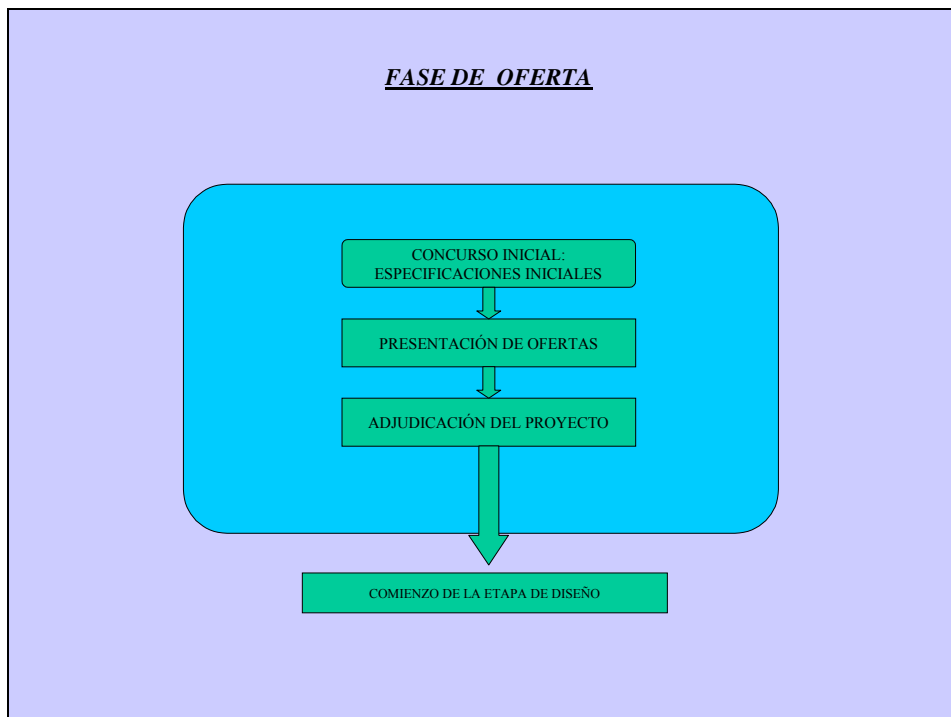 FASE DE OFERTA
CONCURSO INICIAL:
ESPECIFICACIONES INICIALES
PRESENTACIÓN DE OFERTAS
ADJUDICACIÓN DEL PROYECTO
COMIENZO DE LA ETAPA DE DISEÑO